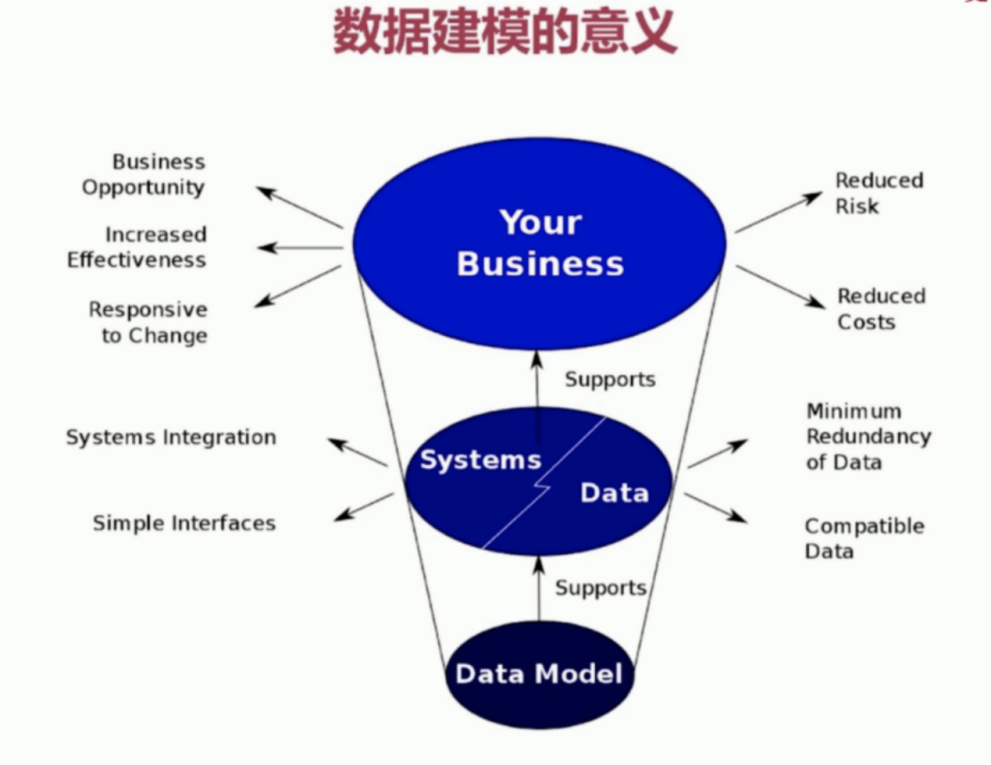 数据建模的意义
Business
Opportunity
Increased
Effectiveness
Responsive
to Change
Your
Business
Reduced
Risk
Reduced
Costs
Supports
Systems Integration
Simple Interfaces
Systems
Data
Minimum
Redundancy
of Data
Compatible
Data
Supports
Data Model